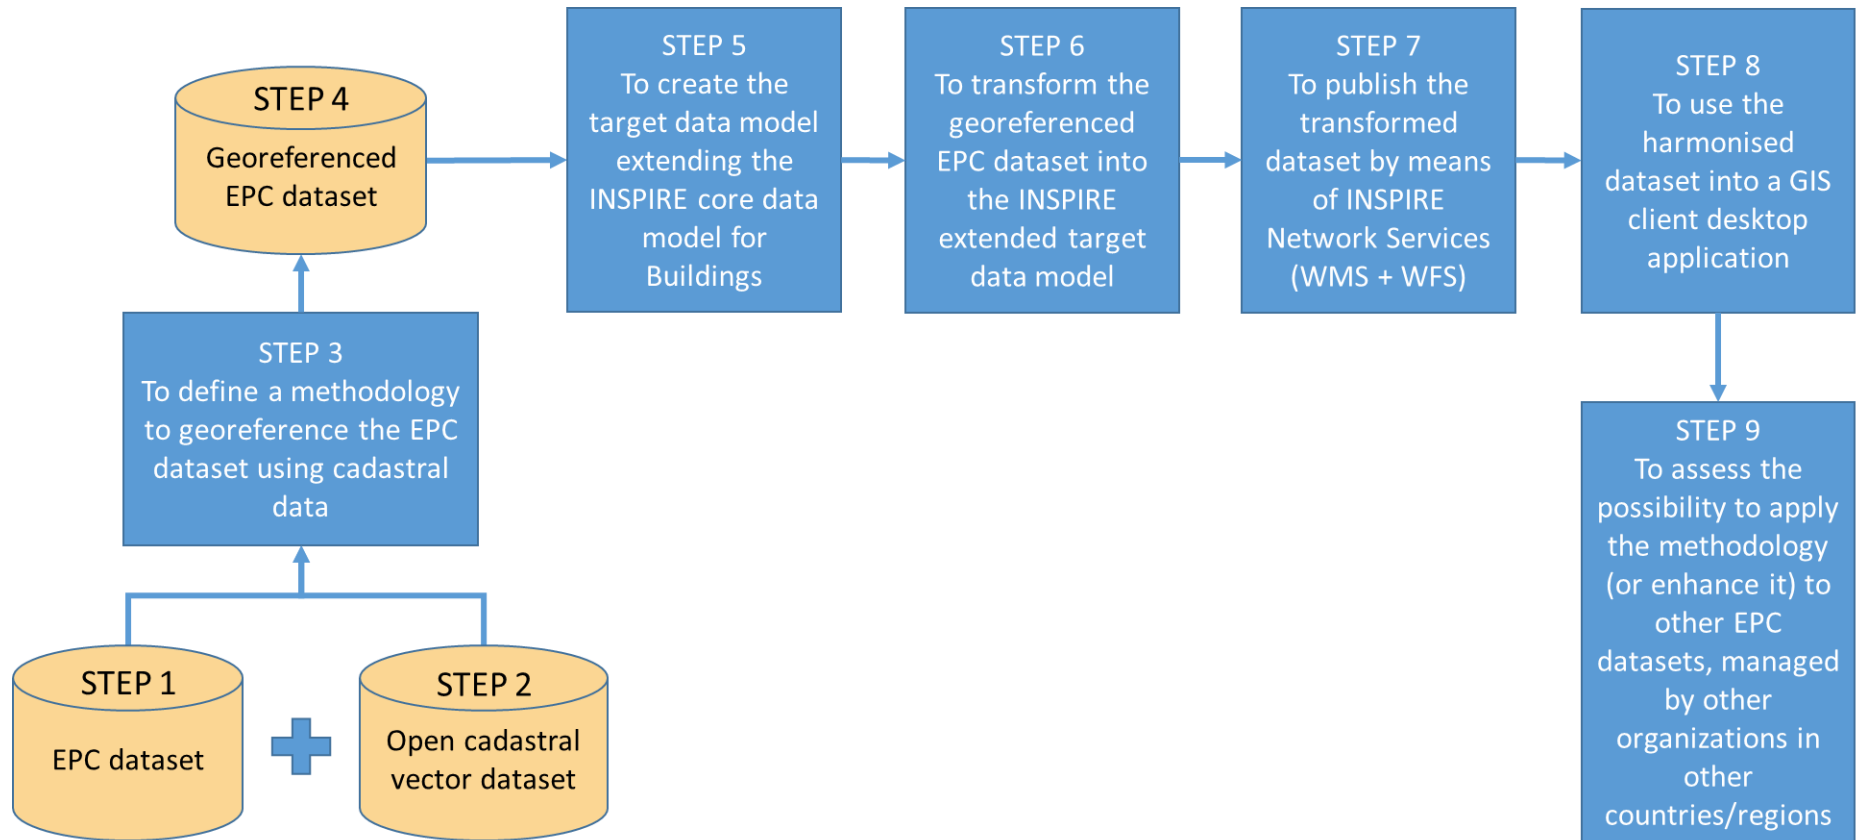 STEP 1
EPC dataset
STEP 2
Open cadastral
vector dataset
STEP 3
To define a methodology
to georeference the EPC
dataset using cadastral
data
STEP 4
Georeferenced
EPC dataset
STEP 5
To create the
target data model
extending the
INSPIRE core data
model for
Buildings
STEP 6
To transform the
georeferenced
EPC dataset into
the INSPIRE
extended target
data model
STEP 7
To publish the
transformed
dataset by means
of INSPIRE
Network Services
(WMS + WFS)
STEP 8
To use the
harmonised
dataset into a GIS
client desktop
application
STEP 9
To assess the
possibility to apply
the methodology
(or enhance it) to
other EPC
datasets, managed
by other
organizations in
other
countries/regions